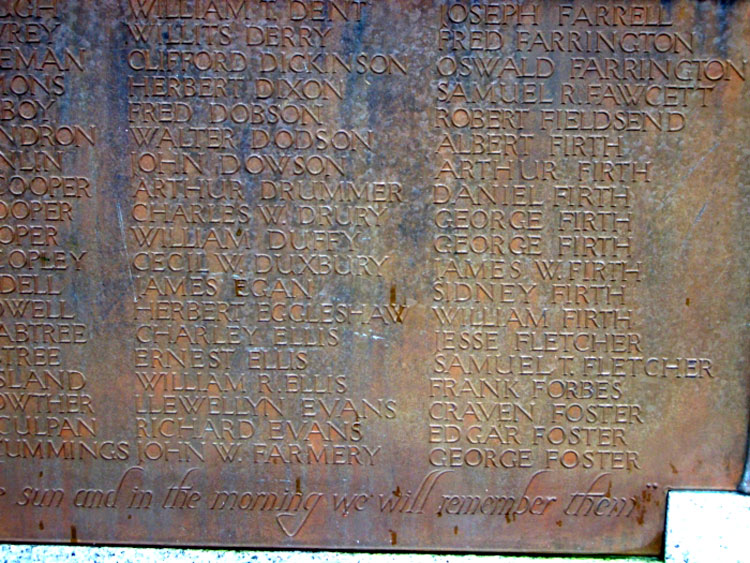 WILLIAM T. DENT
WILLITS DERRY
CLIFFORD DICKINSON
HERBERT DIXON
FRED DOBSON
WALTER DODSON
JOHN DOWSON
ARTHUR DRUMMER
CHARLES W. DRURY
WILLIAM DUFFY
CECIL W. DUXBURY
JAMES EGAN
HERBERT EGGLESHAW
CHARLEY ELLIS
ERNEST ELLIS
WILLIAM R. ELLIS
LLEWELLYN EVANS
RICHARD EVANS
CUMMINGS JOHN W. FARMERY
JOSEPH FARRELL
FRED FARRINGTON
OSWALD FARRINGTON
SAMUEL R. FAWCETT
ROBERT FIELDSEND
ALBERT FIRTH
ARTHUR FIRTH
DANIEL FIRTH
GEORGE FIRTH
GEORGE FIRTH
JAMES W. FIRTH
SIDNEY FIRTH
WILLIAM FIRTH
JESSE FLETCHER
SAMUEL T. FLETCHER
FRANK FORBES
CRAVEN FOSTER
EDGAR FOSTER
GEORGE FOSTER
sun and in the morning we will remember them"